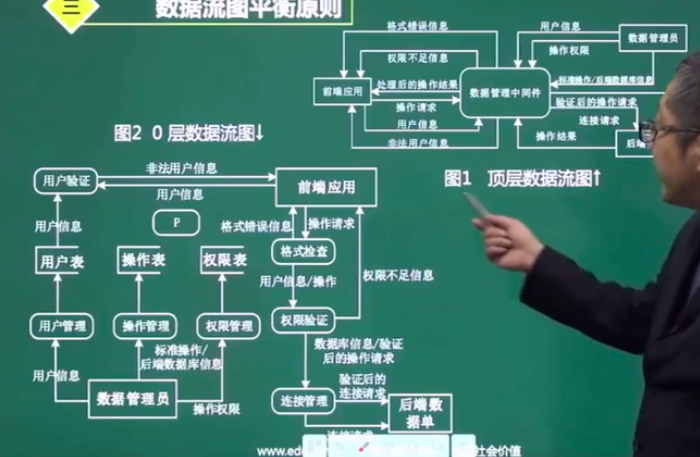 三 数据流图平衡原则
格式错误信息
权限不足信息
处理后的操作结果
操作请求
用户信息
非法用户信息
前端应用
数据管理中间件
用户信息
操作权限
数据管理员
标准操作/后端数据库信息
验证后的操作请求
连接请求
操作结果
后端
图1 顶层数据流图↑
图2 0层数据流图↓
用户验证
非法用户信息
用户信息
前端应用
P
格式错误信息
操作请求
用户信息
格式检查
用户表
操作表
权限表
用户信息/操作
权限不足信息
用户管理
操作管理
权限管理
权限验证
标准操作/
后端数据库信息
数据库信息/验证
后的操作请求
用户信息
数据管理员
操作权限
验证后的
连接请求
连接管理
后端数
据单
www.edu
社会价值